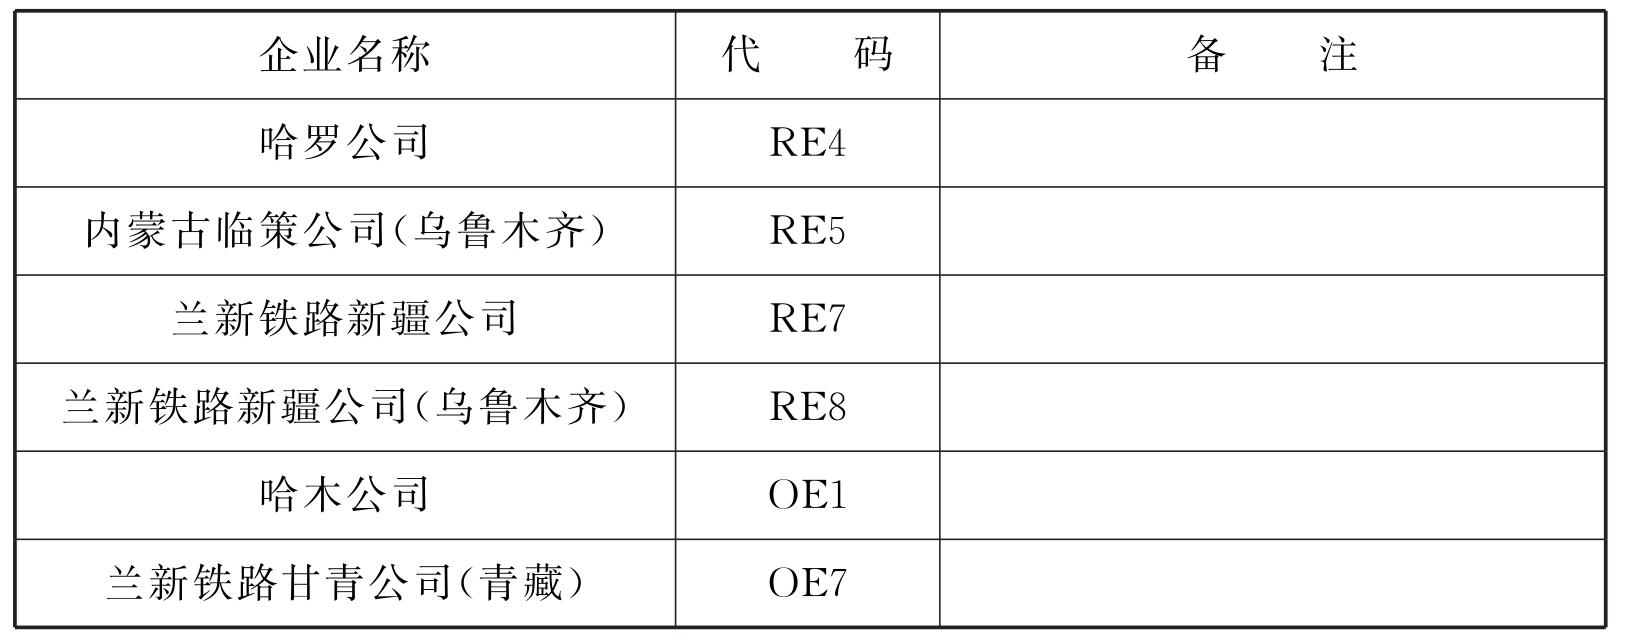 企业名称 代 码 备 注
哈罗公司 RE4
内蒙古临策公司(乌鲁木齐) RE5
兰新铁路新疆公司 RE7
兰新铁路新疆公司(乌鲁木齐) RE8
哈木公司 OE1
兰新铁路甘青公司(青藏) OE7